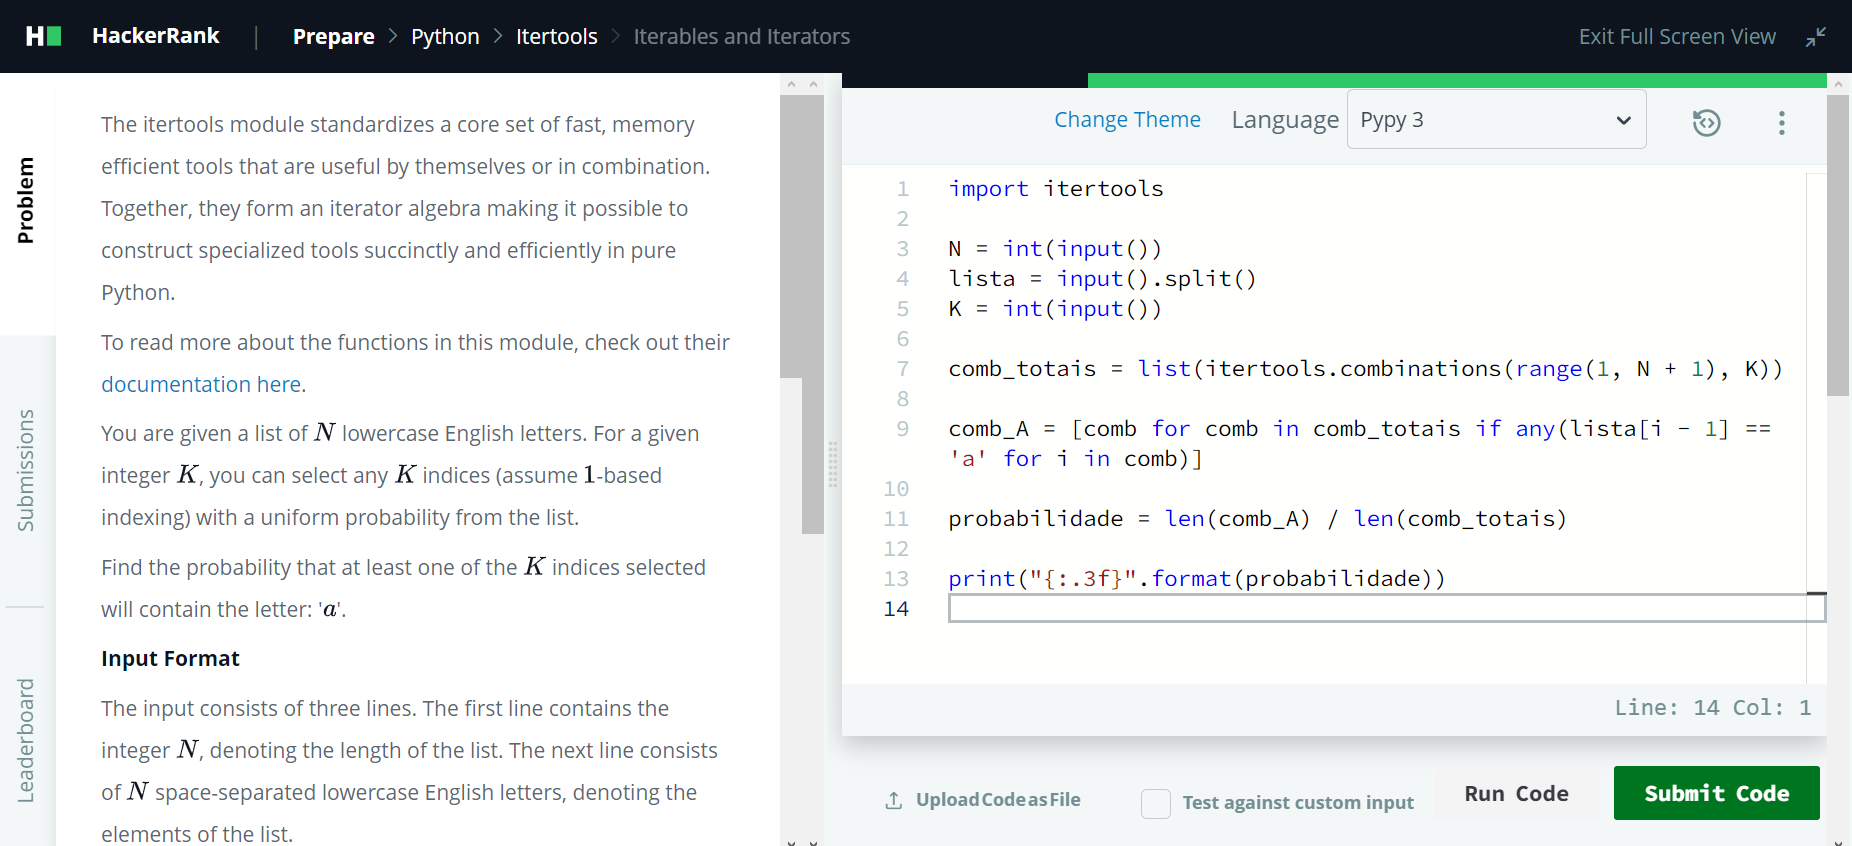 HackerRank | Prepare > Python > Itertools > Iterables and Iterators
Exit Full Screen View
Problem
Submissions
Leaderboard
The itertools module standardizes a core set of fast, memory
efficient tools that are useful by themselves or in combination.
Together, they form an iterator algebra making it possible to
construct specialized tools succinctly and efficiently in pure
Python.
To read more about the functions in this module, check out their
documentation here.
You are given a list of N lowercase English letters. For a given
integer K, you can select any K indices (assume 1-based
indexing) with a uniform probability from the list.
Find the probability that at least one of the K indices selected
will contain the letter: 'a'.
Input Format
The input consists of three lines. The first line contains the
integer N, denoting the length of the list. The next line consists
of N space-separated lowercase English letters, denoting the
elements of the list.
Change Theme Language Pypy 3
1 import itertools
2
3 N = int(input())
4 lista = input().split()
5 K = int(input())
6
7 comb_totais = list(itertools.combinations(range(1, N + 1), K))
8
9 comb_A = [comb for comb in comb_totais if any(lista[i - 1] ==
'a' for i in comb)]
10
11 probabilidade = len(comb_A) / len(comb_totais)
12
13 print("{:.3f}".format(probabilidade))
14
Line: 14 Col: 1
Upload Code as File
Test against custom input
Run Code
Submit Code